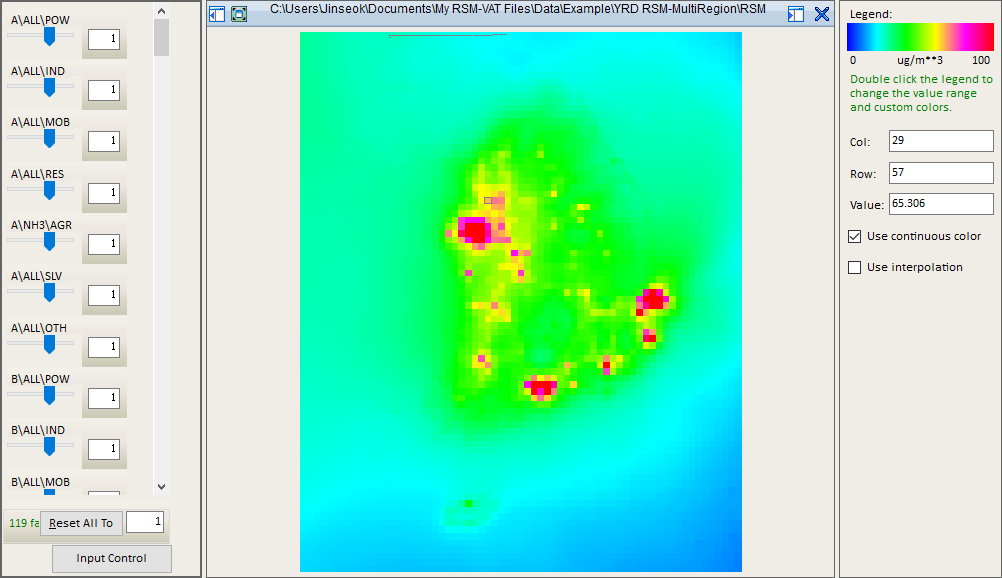 A\ALL\POW
1
A\ALL\IND
1
A\ALL\MOB
1
A\ALL\RES
1
A\NH3\AGR
1
A\ALL\SLV
1
A\ALL\OTH
1
B\ALL\POW
1
B\ALL\IND
1
B\ALL\MOB
119 fa
Reset All To
1
Input Control
C:\Users\Jinseok\Documents\My RSM-VAT Files\Data\Example\YRD RSM-MultiRegion\RSM
Legend:
0 ug/m**3 100
Double click the legend to
change the value range
and custom colors.
Col: 29
Row: 57
Value: 65.306
Use continuous color
Use interpolation